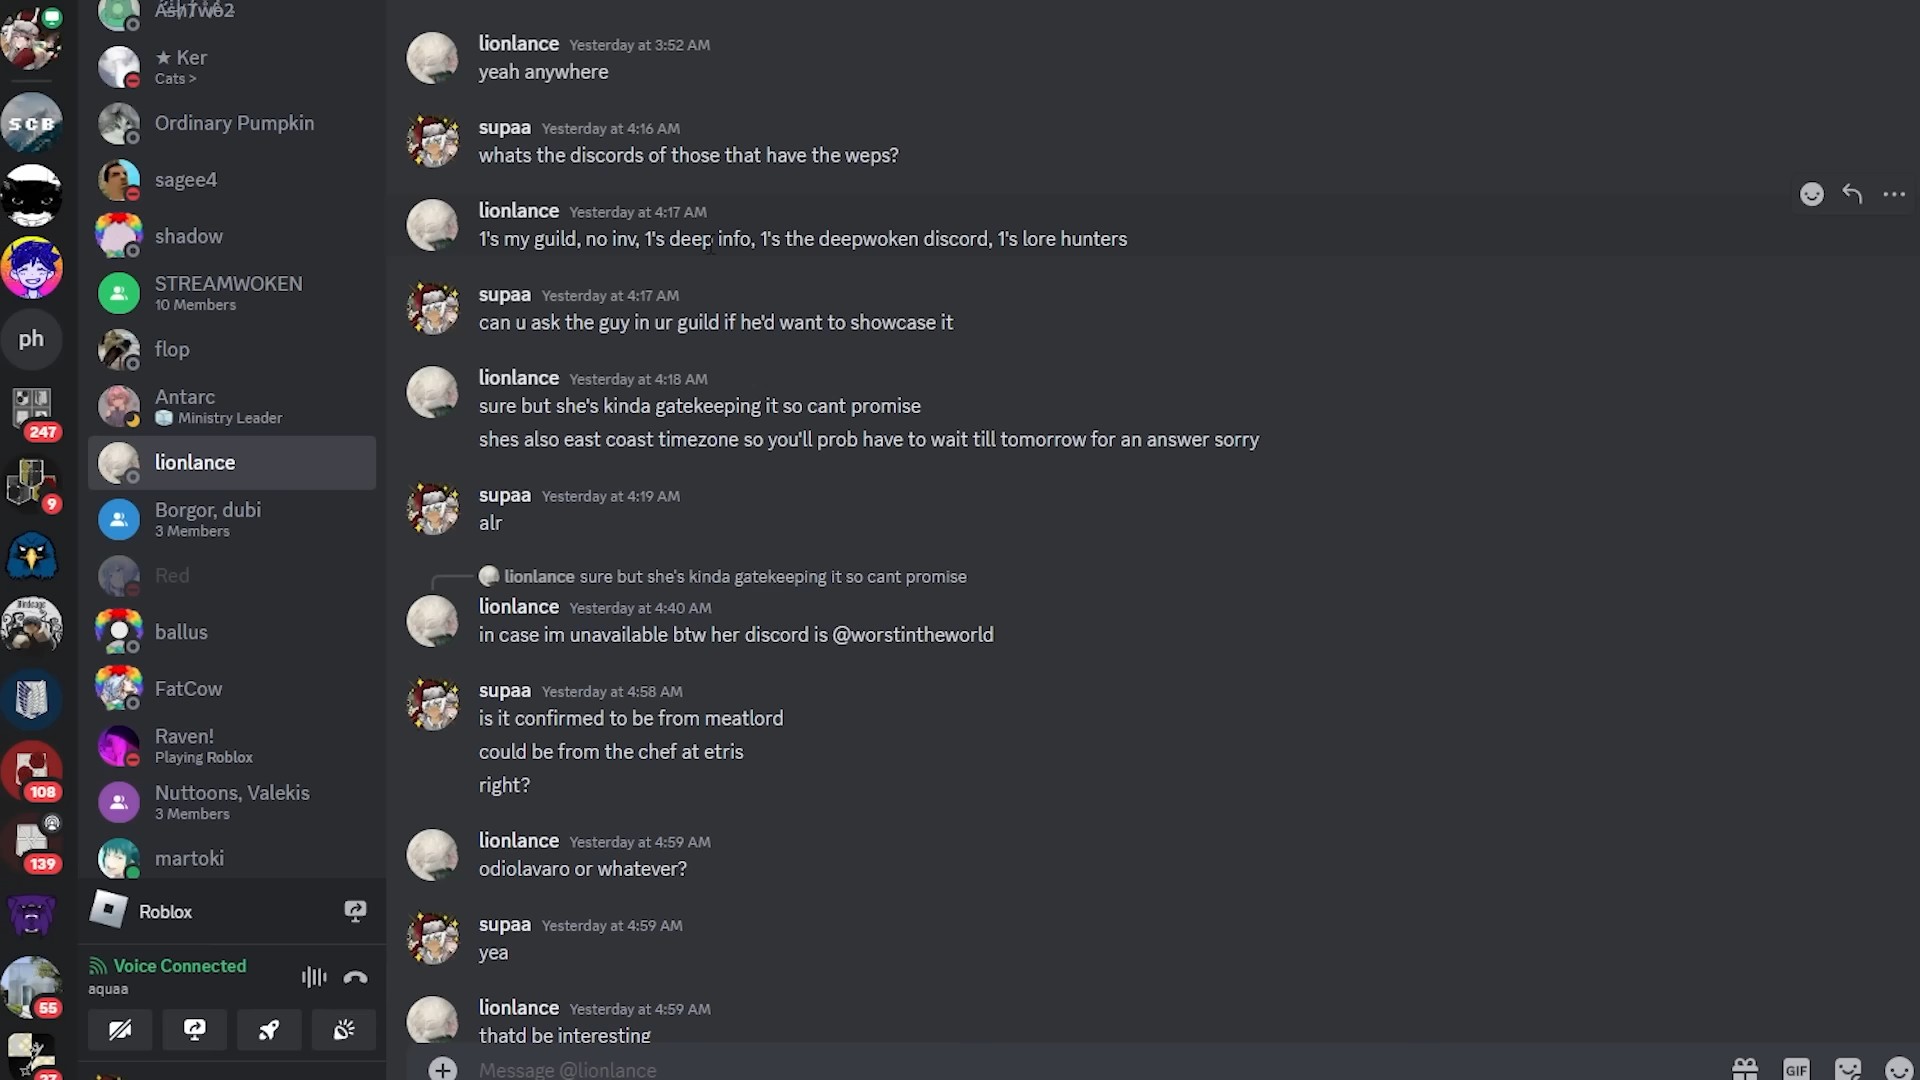 Ash7w62
★ Ker
Cats >
Ordinary Pumpkin
sagee4
shadow
STREAMWOKEN
10 Members
flop
Antarc
Ministry Leader
lionlance
Borgor, dubi
3 Members
Red
ballus
FatCow
Raven!
Playing Roblox
Nuttoons, Valekis
3 Members
martoki
Roblox
Voice Connected
aquaa
SCB
ph
247
9
Birdcage
108
139
55
27
lionlance Yesterday at 3:52 AM
yeah anywhere
supaa Yesterday at 4:16 AM
whats the discords of those that have the weps?
lionlance Yesterday at 4:17 AM
1's my guild, no inv, 1's deep info, 1's the deepwoken discord, 1's lore hunters
supaa Yesterday at 4:17 AM
can u ask the guy in ur guild if he'd want to showcase it
lionlance Yesterday at 4:18 AM
sure but she's kinda gatekeeping it so cant promise
shes also east coast timezone so you'll prob have to wait till tomorrow for an answer sorry
supaa Yesterday at 4:19 AM
alr
lionlance sure but she's kinda gatekeeping it so cant promise
lionlance Yesterday at 4:40 AM
in case im unavailable btw her discord is @worstintheworld
supaa Yesterday at 4:58 AM
is it confirmed to be from meatlord
could be from the chef at etris
right?
lionlance Yesterday at 4:59 AM
odiolavaro or whatever?
supaa Yesterday at 4:59 AM
yea
lionlance Yesterday at 4:59 AM
thatd be interesting
Message @lionlance
GIF